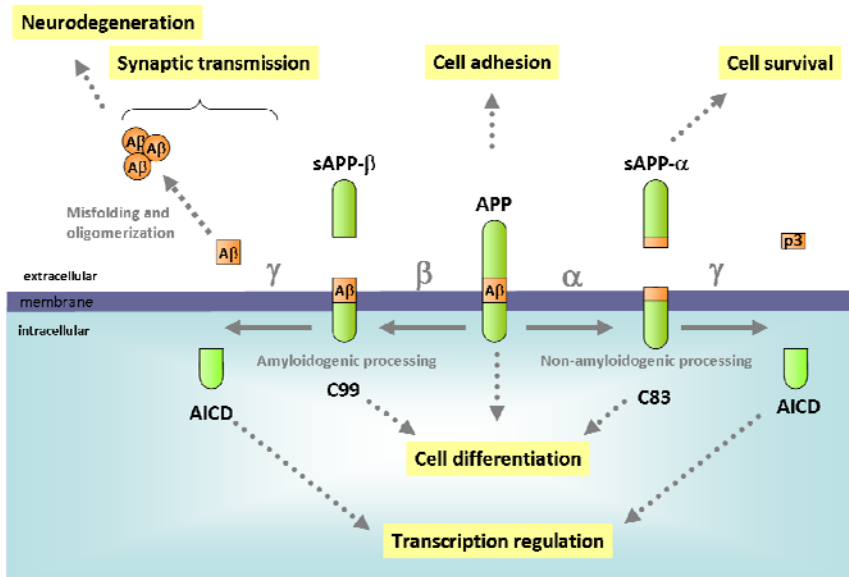 Neurodegeneration
Synaptic transmission
Cell adhesion
Cell survival
Aβ
Aβ
Aβ
sAPP-β
sAPP-α
APP
Misfolding and
oligomerization
Aβ
p3
extracellular
γ
β
α
γ
Aβ
Aβ
membrane
intracellular
Amyloidogenic processing
Non-amyloidogenic processing
AICD
C99
C83
AICD
Cell differentiation
Transcription regulation